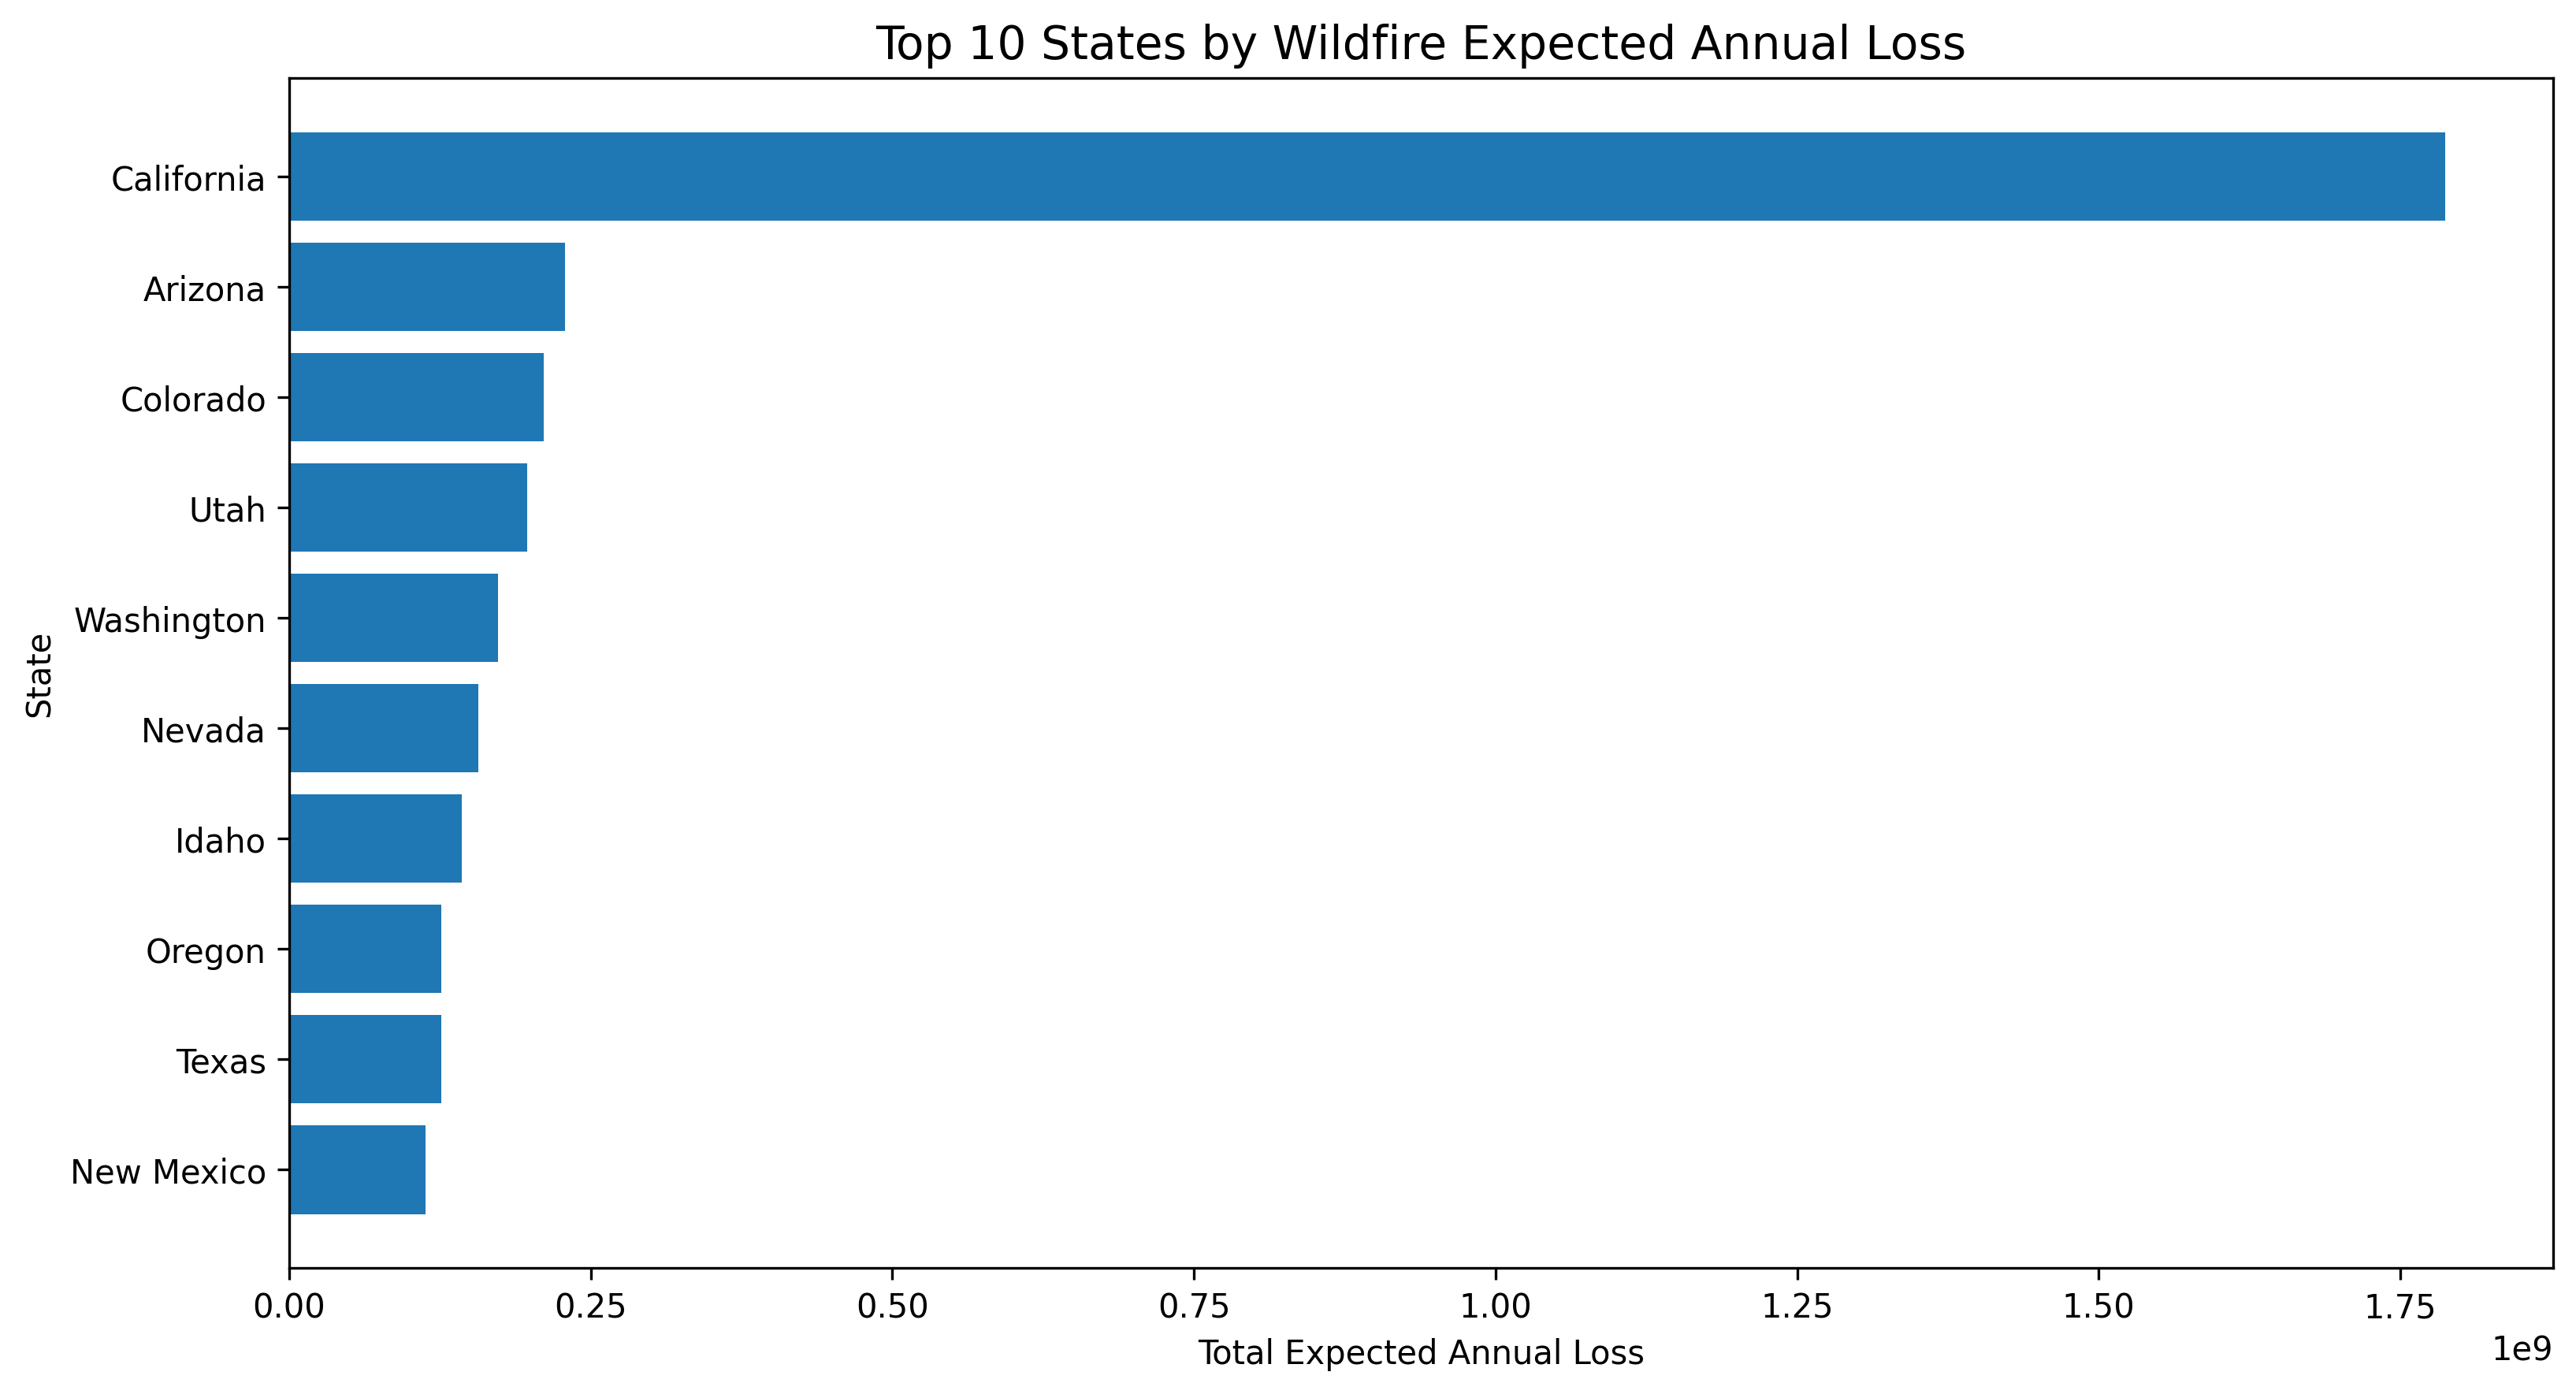 Top 10 States by Wildfire Expected Annual Loss
State
California
Arizona
Colorado
Utah
Washington
Nevada
Idaho
Oregon
Texas
New Mexico
0.00 0.25 0.50 0.75 1.00 1.25 1.50 1.75
1e9
Total Expected Annual Loss